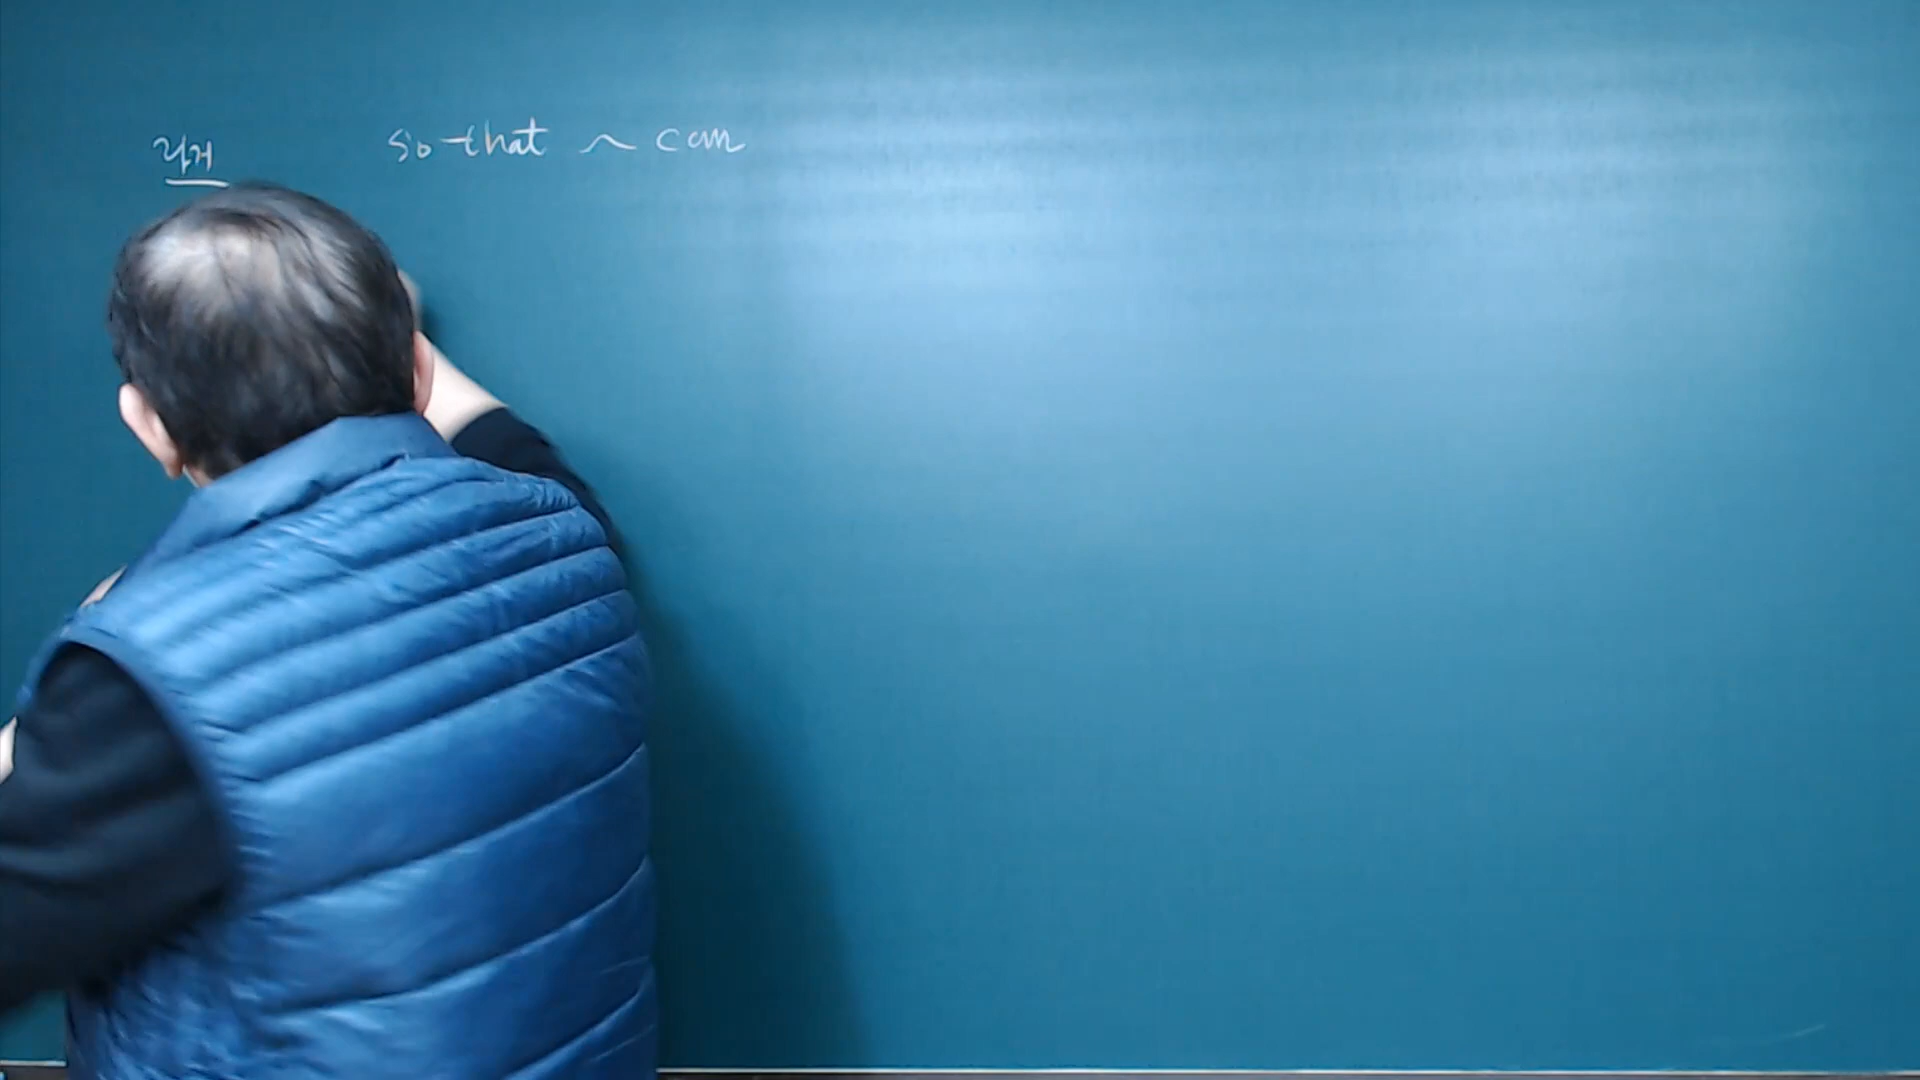 과거 so that ~ can